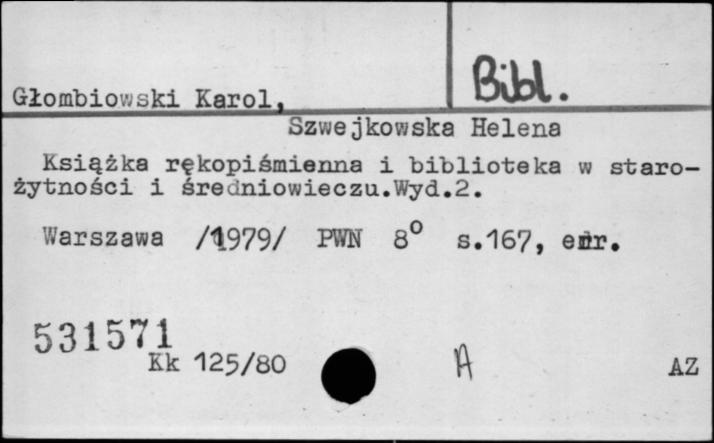 Bibl.
Głombiowski Karol,
Szwejkowska Helena
Książka rękopiśmienna i biblioteka w staro-
żytności i średniowieczu.Wyd.2.
Warszawa /1979/ PWN 8° s.167, err.
531571
Kk 125/80 A AZ